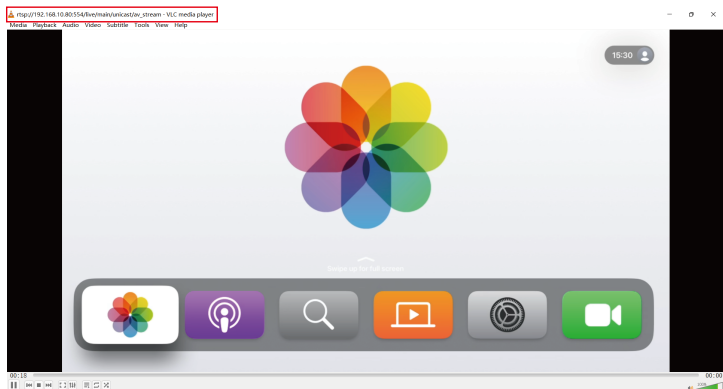 rtsp://192.168.10.80:554/live/main/unicast/av_stream - VLC media player
Media Playback Audio Video Subtitle Tools View Help
15:30
Swipe up for full screen
00:18
00:00